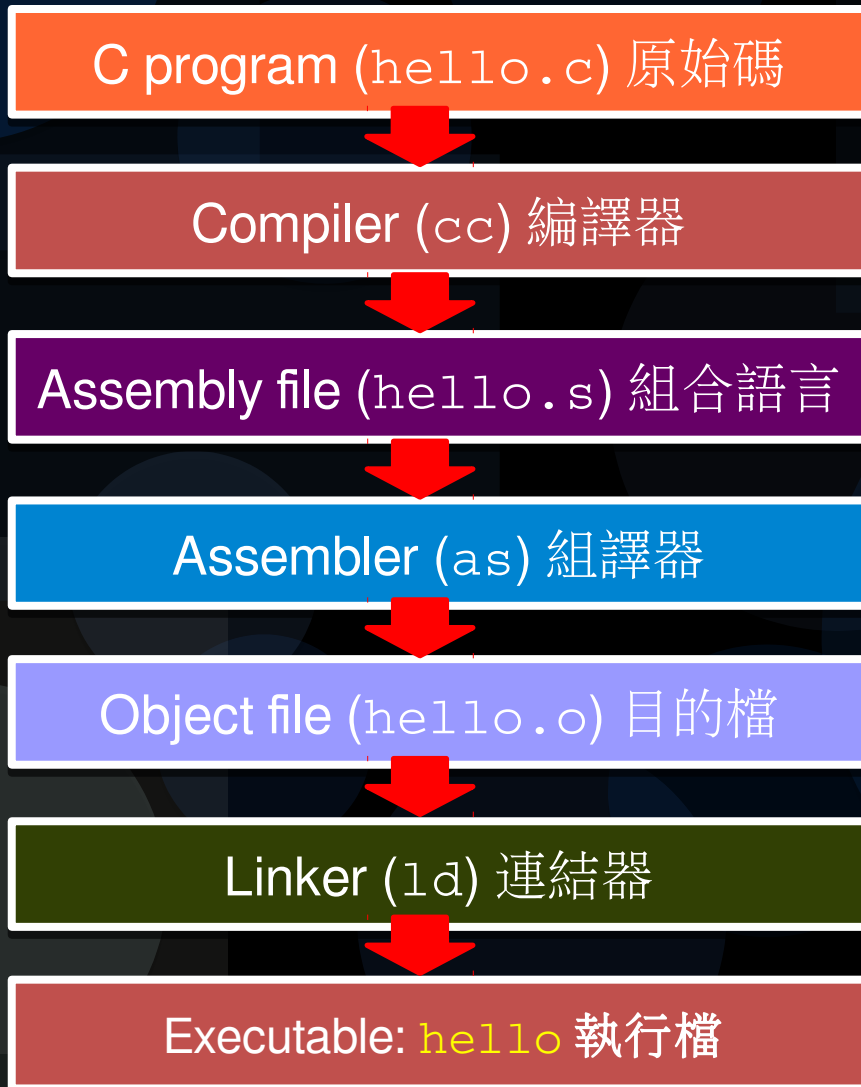 C program (hello.c) 原始碼
Compiler (cc) 編譯器
Assembly file (hello.s) 組合語言
Assembler (as) 組譯器
Object file (hello.o) 目的檔
Linker (ld) 連結器
Executable: hello 執行檔